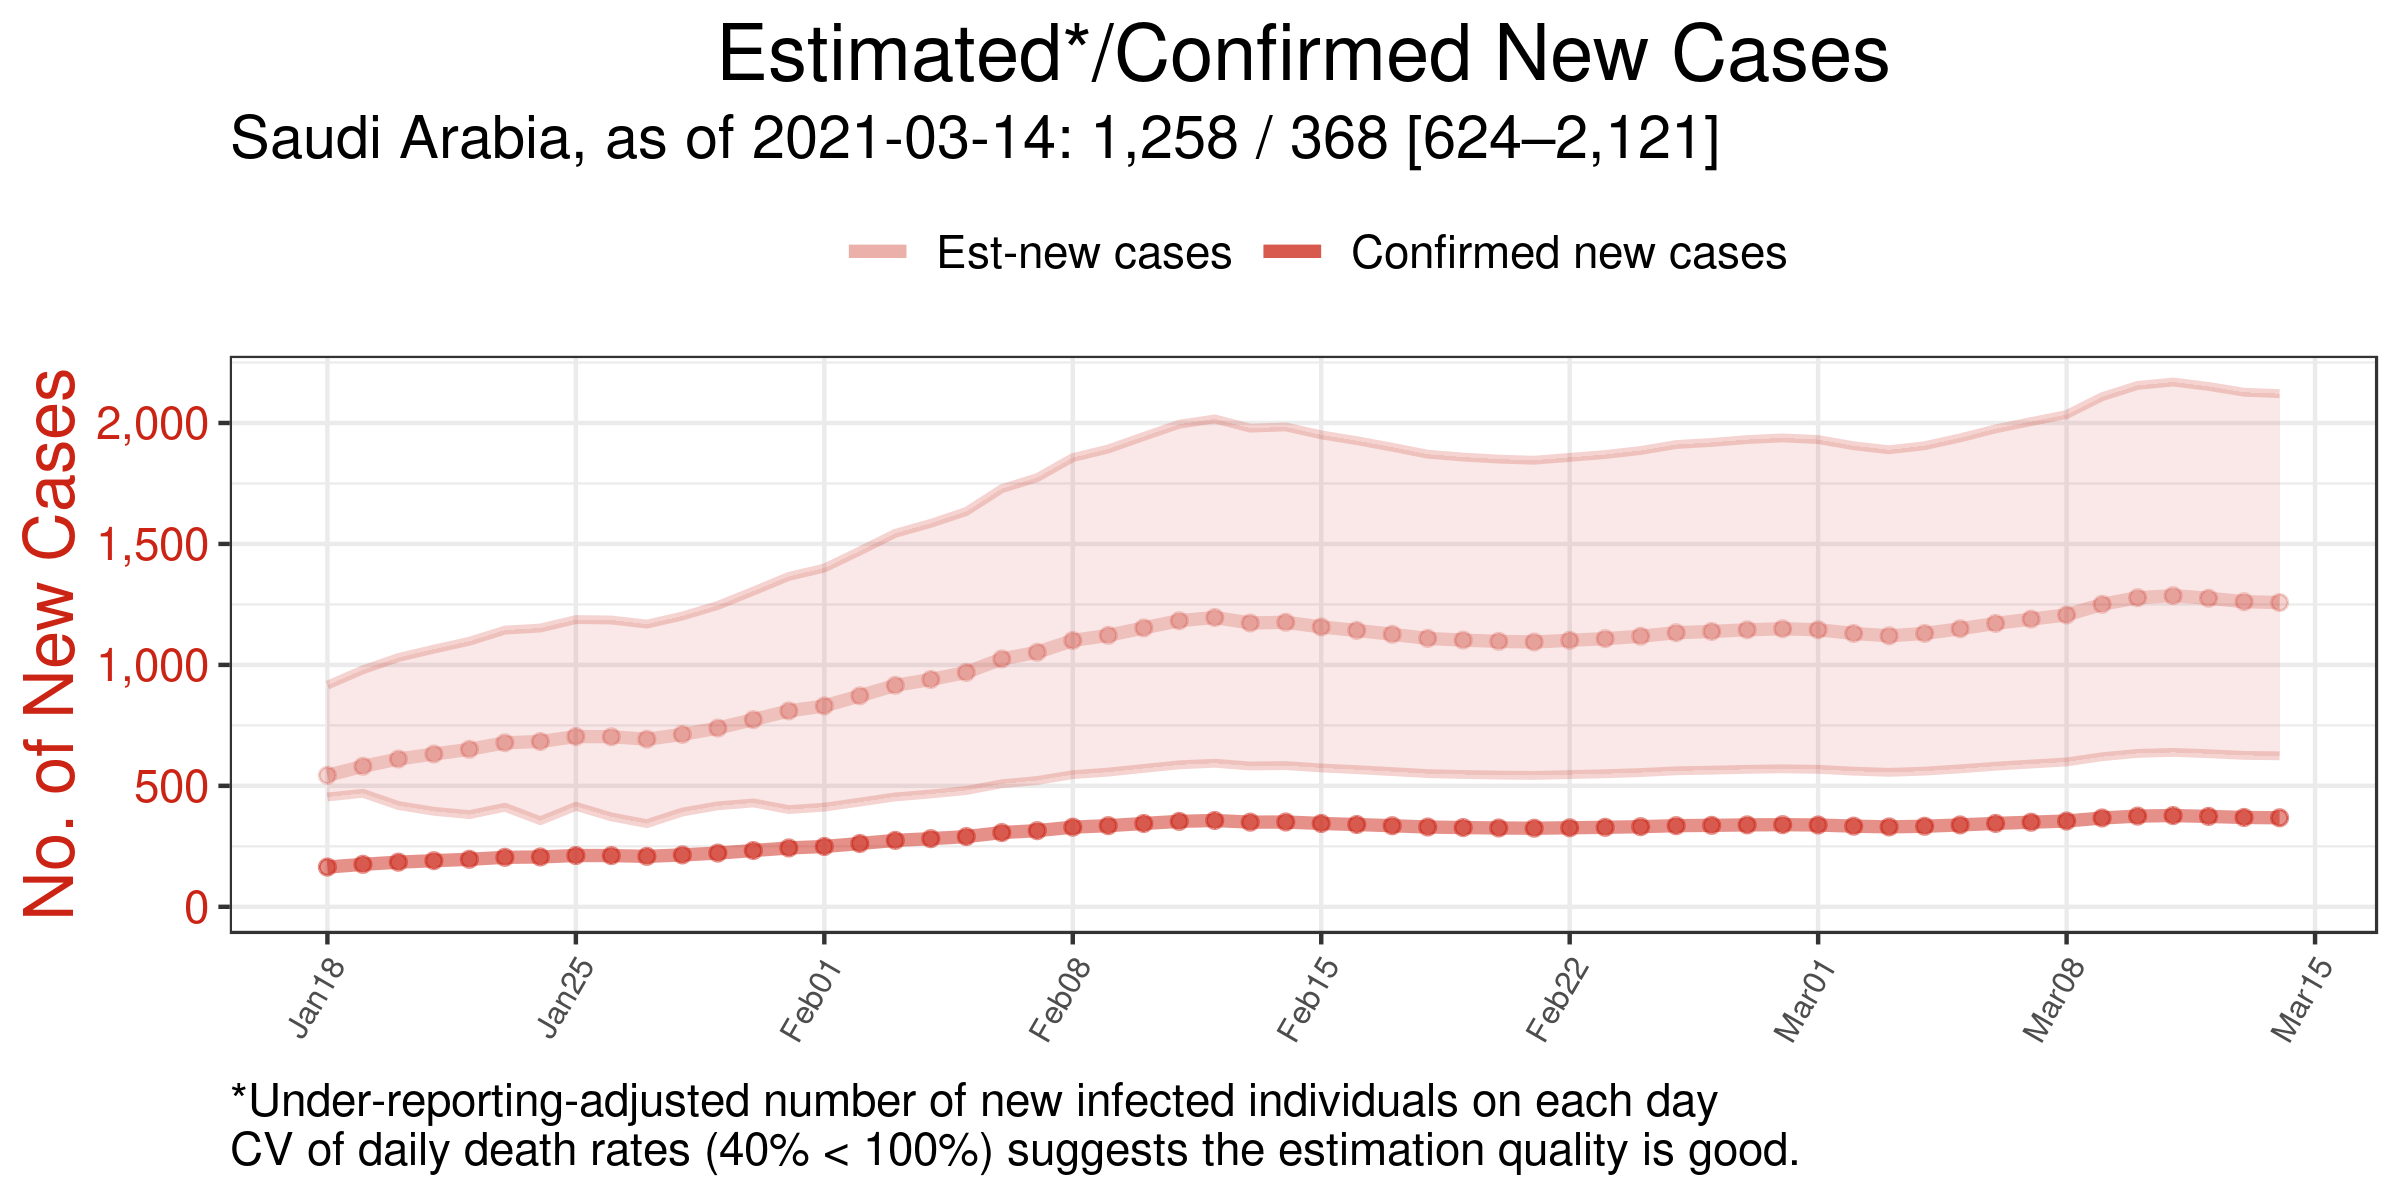 Estimated*/Confirmed New Cases
Saudi Arabia, as of 2021-03-14: 1,258 / 368 [624–2,121]
Est-new cases
Confirmed new cases
No. of New Cases
2,000
1,500
1,000
500
0
Jan18
Jan25
Feb01
Feb08
Feb15
Feb22
Mar01
Mar08
Mar15
*Under-reporting-adjusted number of new infected individuals on each day
CV of daily death rates (40% < 100%) suggests the estimation quality is good.